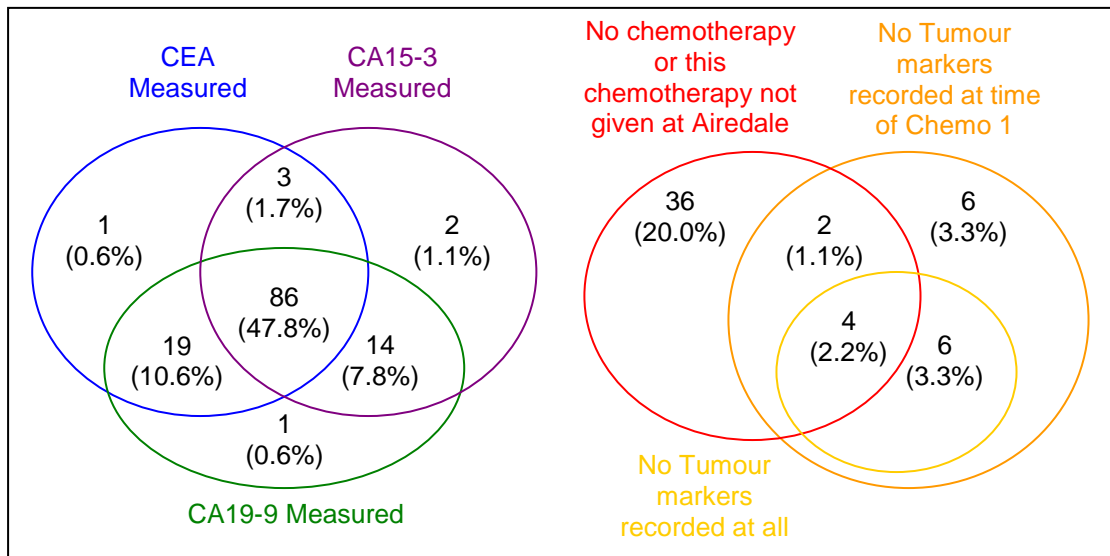 CEA
Measured
CA15-3
Measured
3
(1.7%)
1
(0.6%)
2
(1.1%)
86
(47.8%)
19
(10.6%)
14
(7.8%)
1
(0.6%)
CA19-9 Measured
No chemotherapy
or this
chemotherapy not
given at Airedale
No Tumour
markers
recorded at time
of Chemo 1
36
(20.0%)
2
(1.1%)
6
(3.3%)
4
(2.2%)
6
(3.3%)
No Tumour
markers
recorded at all